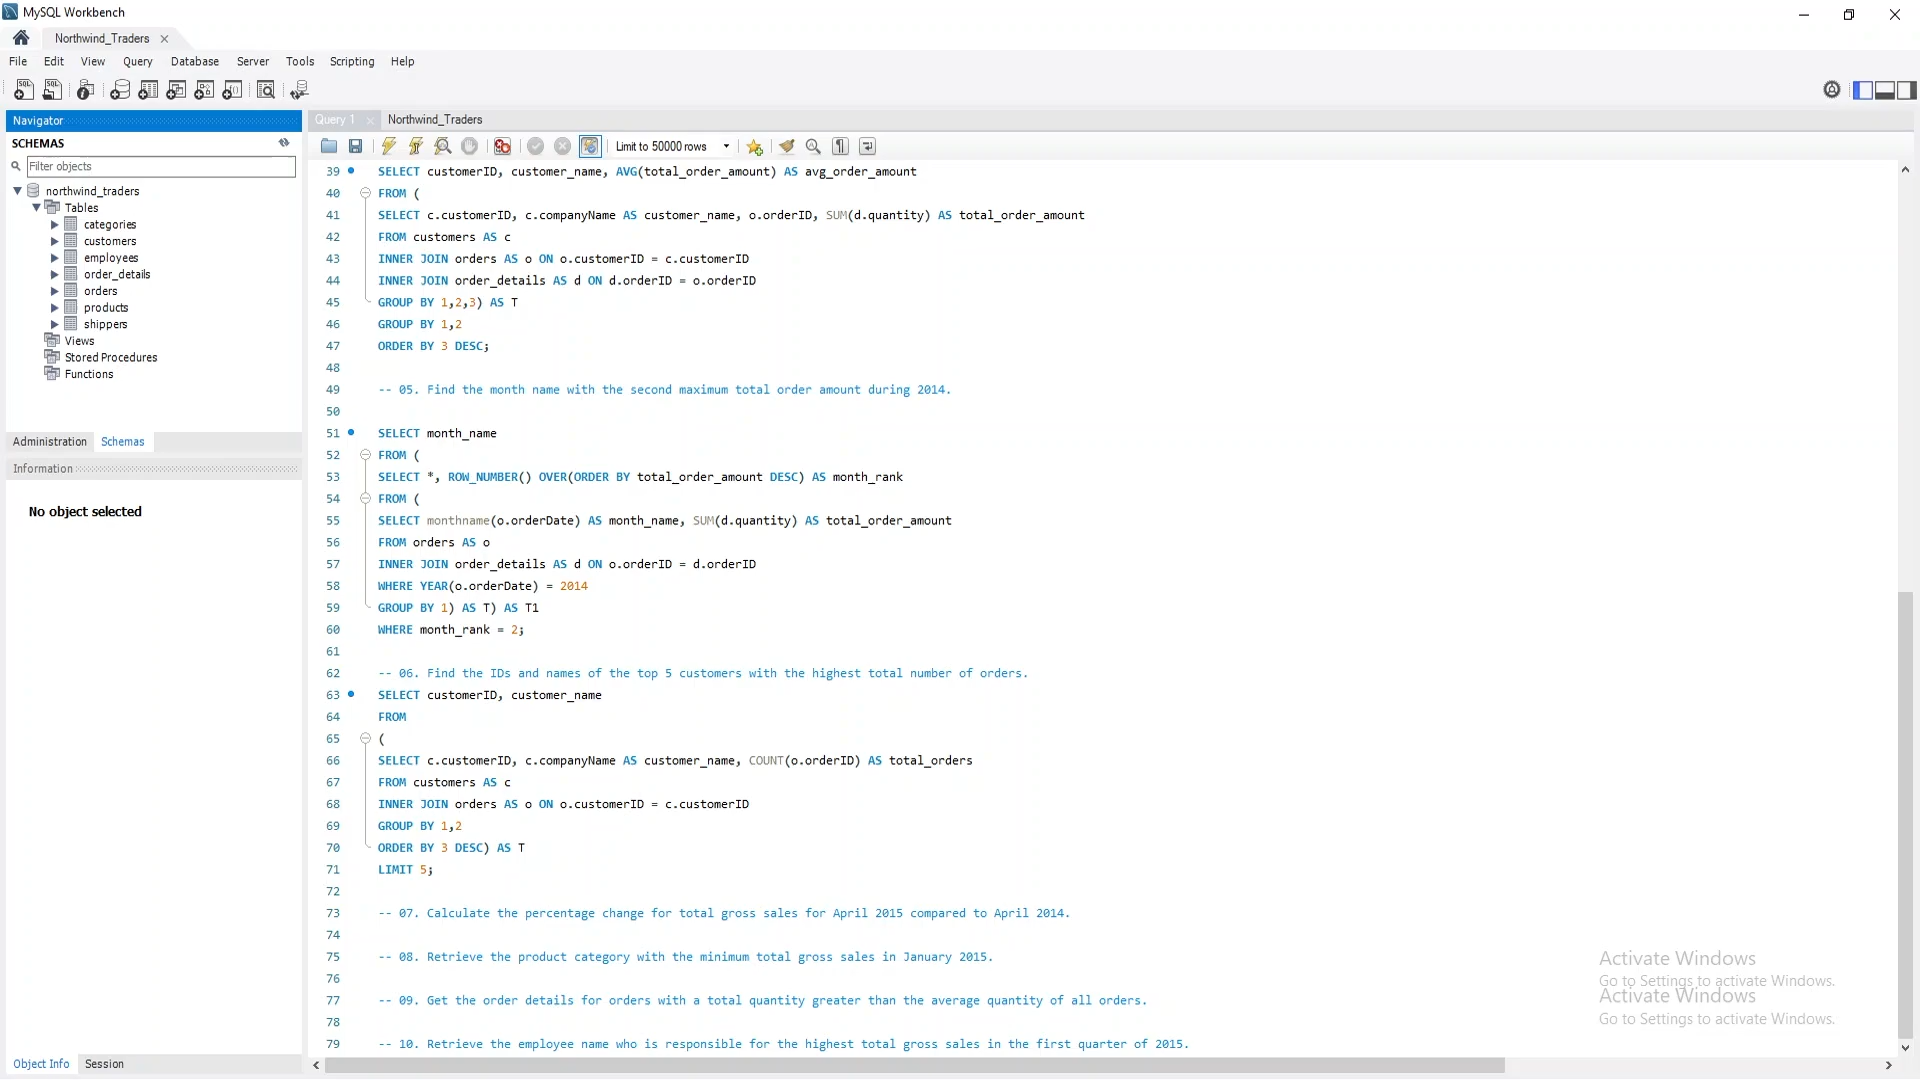 MySQL Workbench
Northwind_Traders
File Edit View Query Database Server Tools Scripting Help
Navigator
SCHEMAS
Filter objects
northwind_traders
Tables
categories
customers
employees
order_details
orders
products
shippers
Views
Stored Procedures
Functions
Administration Schemas
Information
No object selected
Object Info Session
Query 1 Northwind_Traders
Limit to 50000 rows
39 SELECT customerID, customer_name, AVG(total_order_amount) AS avg_order_amount
40 FROM (
41 SELECT c.customerID, c.companyName AS customer_name, o.orderID, SUM(d.quantity) AS total_order_amount
42 FROM customers AS c
43 INNER JOIN orders AS o ON o.customerID = c.customerID
44 INNER JOIN order_details AS d ON d.orderID = o.orderID
45 GROUP BY 1,2,3) AS T
46 GROUP BY 1,2
47 ORDER BY 3 DESC;
48
49 -- 05. Find the month name with the second maximum total order amount during 2014.
50
51 SELECT month_name
52 FROM (
53 SELECT *, ROW_NUMBER() OVER(ORDER BY total_order_amount DESC) AS month_rank
54 FROM (
55 SELECT monthname(o.orderDate) AS month_name, SUM(d.quantity) AS total_order_amount
56 FROM orders AS o
57 INNER JOIN order_details AS d ON o.orderID = d.orderID
58 WHERE YEAR(o.orderDate) = 2014
59 GROUP BY 1) AS T) AS T1
60 WHERE month_rank = 2;
61
62 -- 06. Find the IDs and names of the top 5 customers with the highest total number of orders.
63 SELECT customerID, customer_name
64 FROM
65 (
66 SELECT c.customerID, c.companyName AS customer_name, COUNT(o.orderID) AS total_orders
67 FROM customers AS c
68 INNER JOIN orders AS o ON o.customerID = c.customerID
69 GROUP BY 1,2
70 ORDER BY 3 DESC) AS T
71 LIMIT 5;
72
73 -- 07. Calculate the percentage change for total gross sales for April 2015 compared to April 2014.
74
75 -- 08. Retrieve the product category with the minimum total gross sales in January 2015.
76
77 -- 09. Get the order details for orders with a total quantity greater than the average quantity of all orders.
78
79 -- 10. Retrieve the employee name who is responsible for the highest total gross sales in the first quarter of 2015.
Activate Windows
Go to Settings to activate Windows.
Activate Windows
Go to Settings to activate Windows.